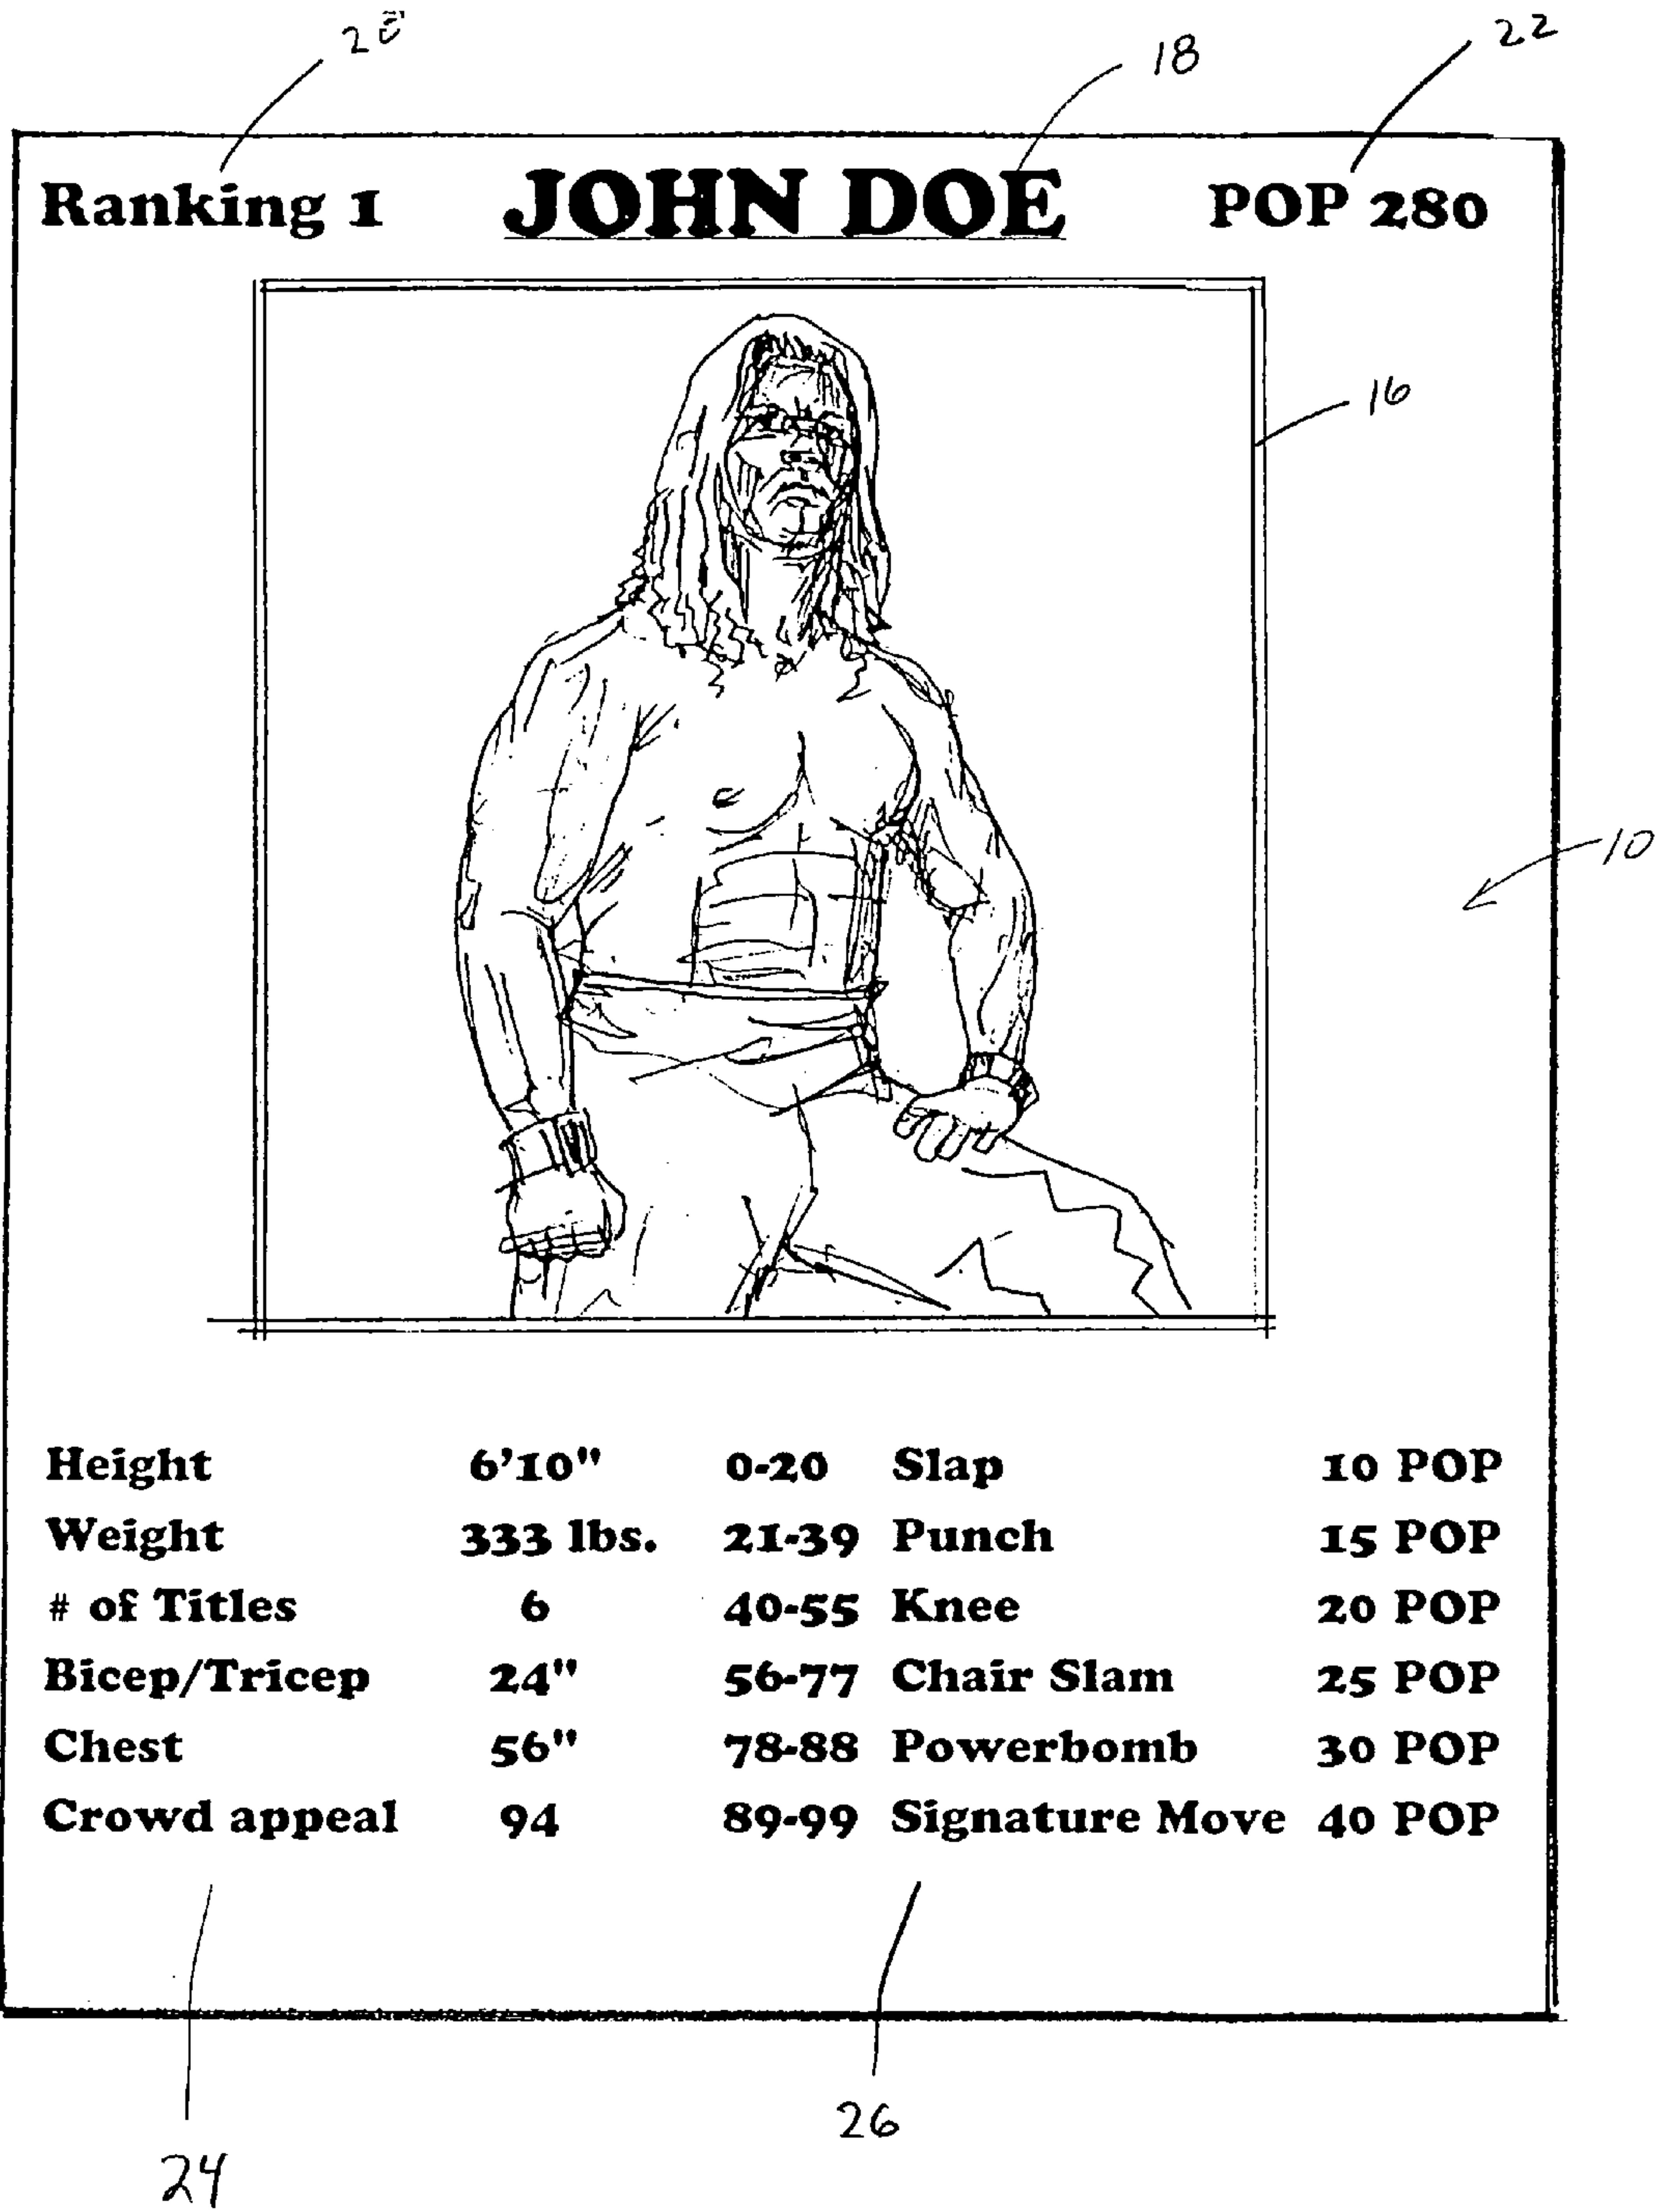 20 18 22
Ranking 1 JOHN DOE POP 280
16
10
Height 6'10" 0-20 Slap 10 POP
Weight 333 lbs. 21-39 Punch 15 POP
# of Titles 6 40-55 Knee 20 POP
Bicep/Tricep 24" 56-77 Chair Slam 25 POP
Chest 56" 78-88 Powerbomb 30 POP
Crowd appeal 94 89-99 Signature Move 40 POP
26
24